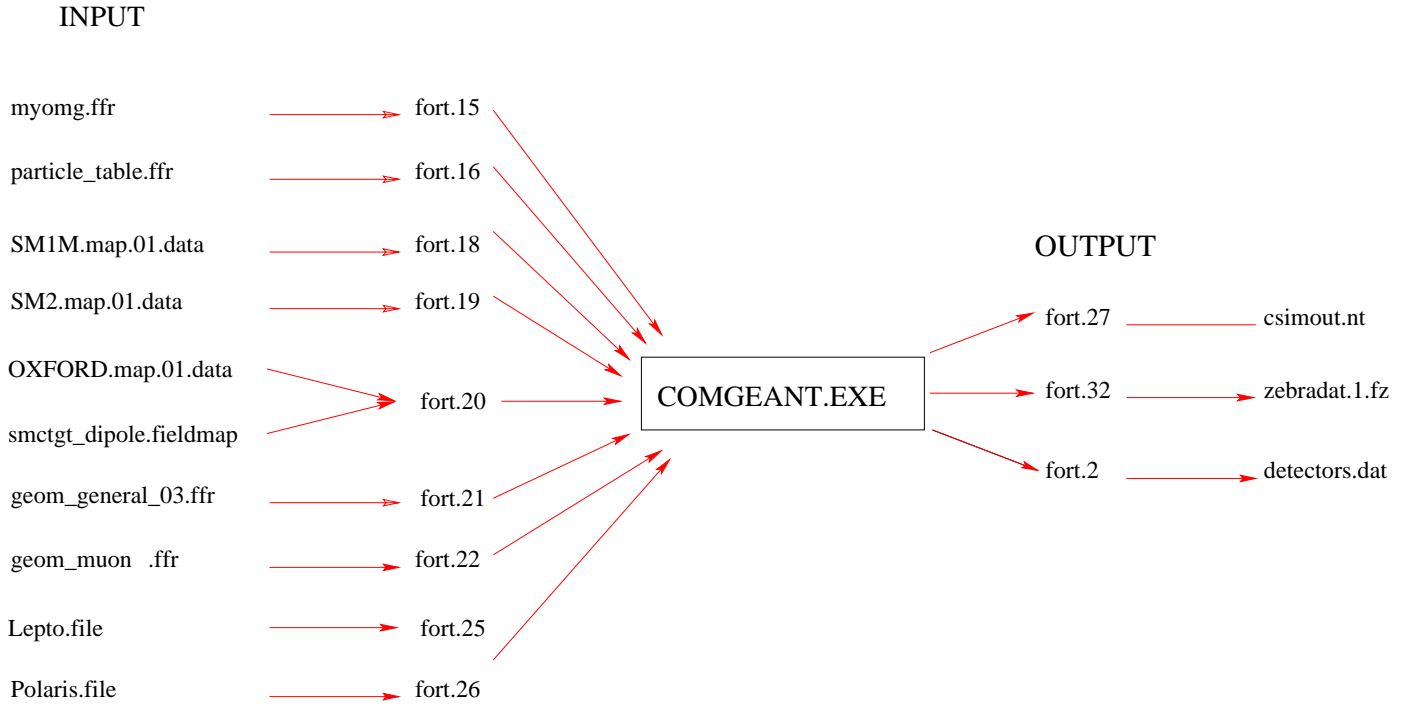 INPUT
myomg.ffr
fort.15
particle_table.ffr
fort.16
SM1M.map.01.data
fort.18
SM2.map.01.data
fort.19
OXFORD.map.01.data
smctgt_dipole.fieldmap
fort.20
geom_general_03.ffr
fort.21
geom_muon .ffr
fort.22
Lepto.file
fort.25
Polaris.file
fort.26
COMGEANT.EXE
OUTPUT
fort.27
csimout.nt
fort.32
zebradat.1.fz
fort.2
detectors.dat